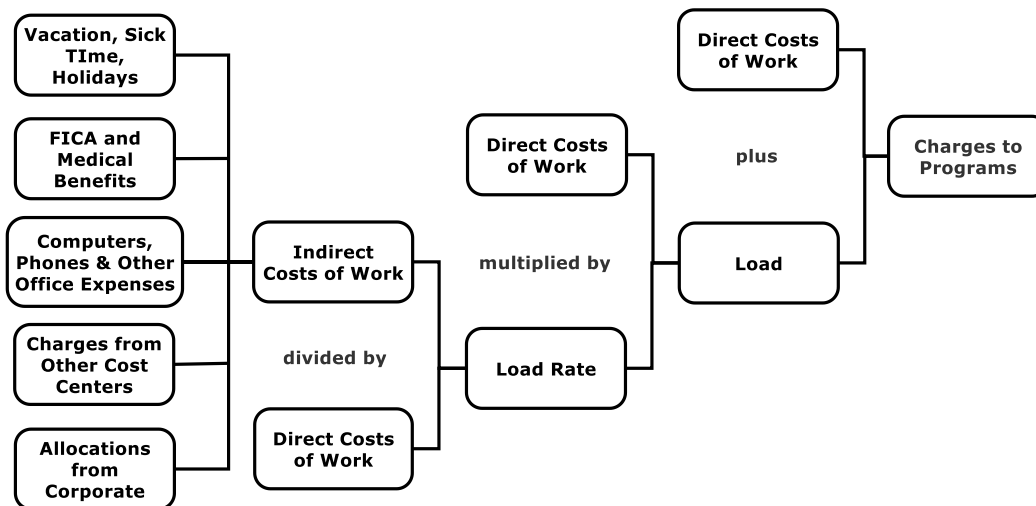 Vacation, Sick
TIme,
Holidays
FICA and
Medical
Benefits
Computers,
Phones & Other
Office Expenses
Charges from
Other Cost
Centers
Allocations
from
Corporate
Indirect
Costs of Work
divided by
Direct Costs
of Work
Direct Costs
of Work
multiplied by
Load Rate
Direct Costs
of Work
plus
Load
Charges to
Programs